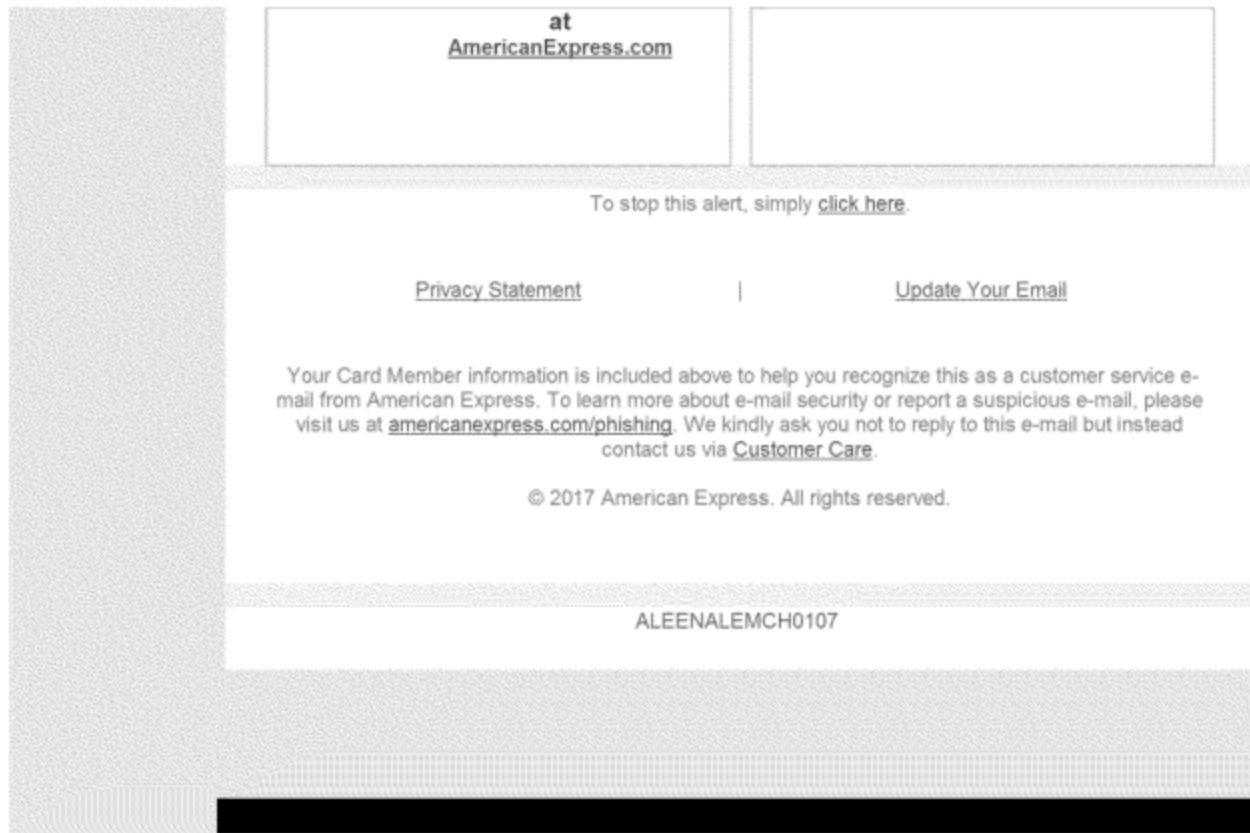 at
AmericanExpress.com
To stop this alert, simply click here.
Privacy Statement | Update Your Email
Your Card Member information is included above to help you recognize this as a customer service e-
mail from American Express. To learn more about e-mail security or report a suspicious e-mail, please
visit us at americanexpress.com/phishing. We kindly ask you not to reply to this e-mail but instead
contact us via Customer Care.
© 2017 American Express. All rights reserved.
ALEENALEMCH0107